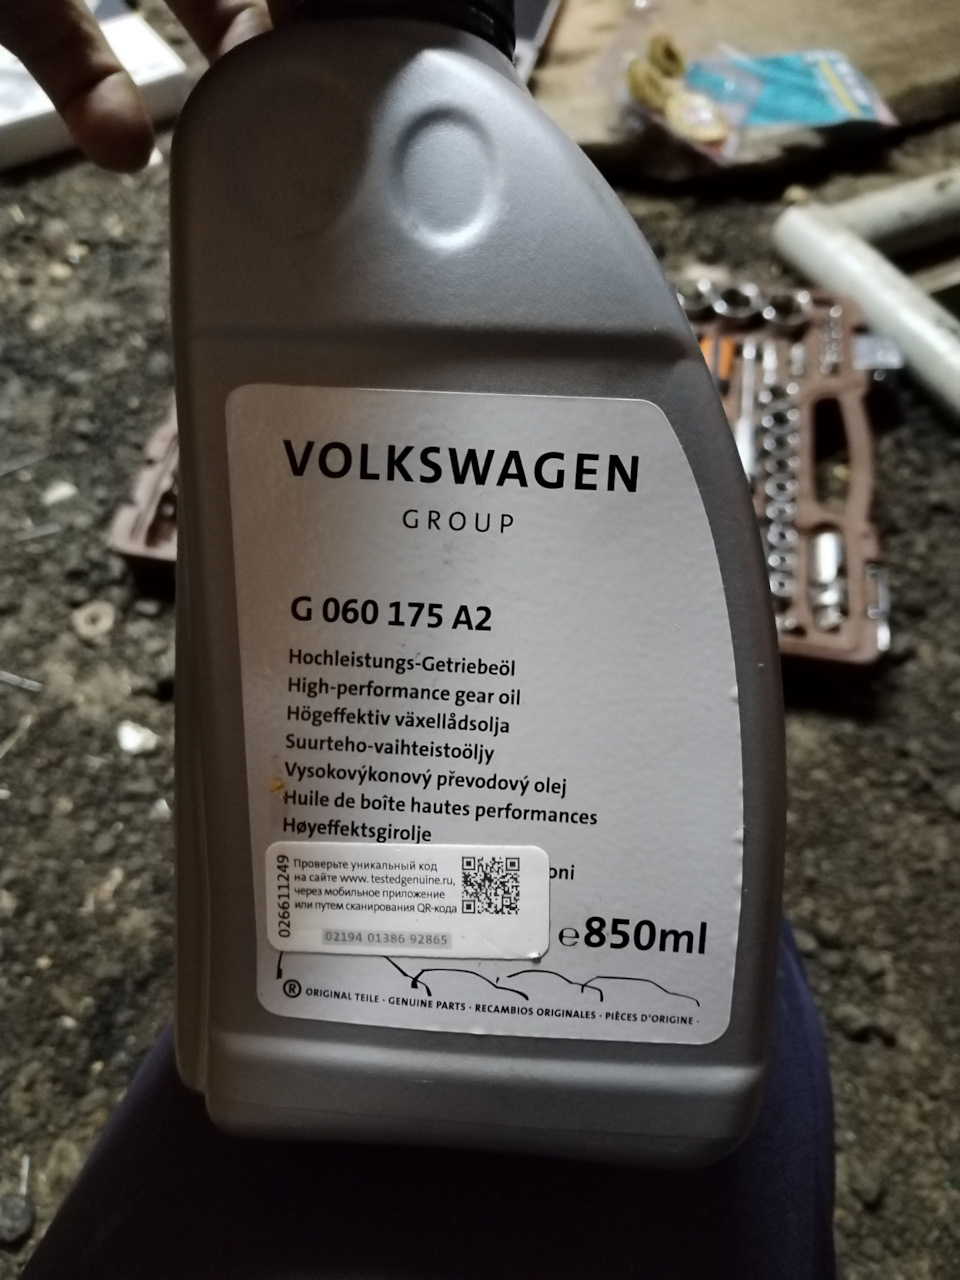 VOLKSWAGEN
GROUP
G 060 175 A2
Hochleistungs-Getriebeöl
High-performance gear oil
Högeffektiv växellådsolja
Suurteho-vaihteistoöljy
Vysokovýkonový převodový olej
Huile de boîte hautes performances
Høyeffektsgirolje
oni
026611249
Проверьте уникальный код
на сайте www.testedgenuine.ru,
через мобильное приложение
или путем сканирования QR-кода
02194 01386 92865
℮850ml
® ORIGINAL TEILE · GENUINE PARTS · RECAMBIOS ORIGINALES · PIÈCES D'ORIGINE ·